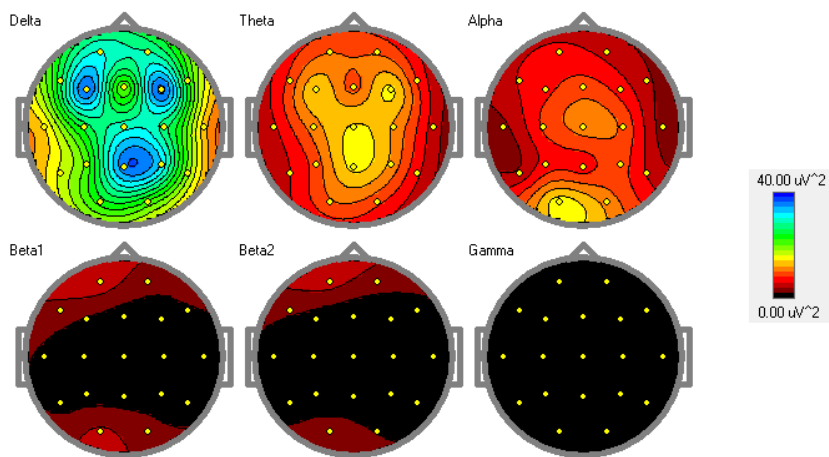 Delta
Theta
Alpha
40.00 uV^2
0.00 uV^2
Beta1
Beta2
Gamma